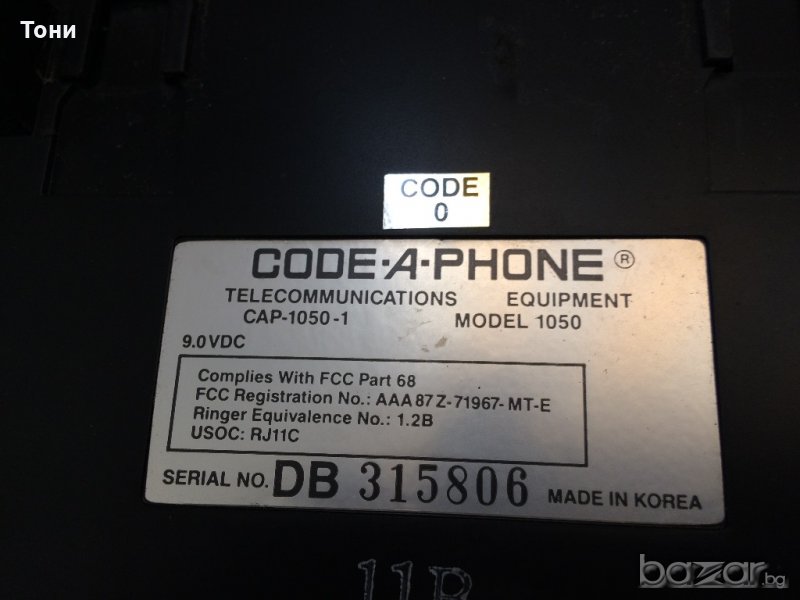 Тони
CODE
0
CODE-A-PHONE ®
TELECOMMUNICATIONS EQUIPMENT
CAP-1050-1 MODEL 1050
9.0VDC
Complies With FCC Part 68
FCC Registration No.: AAA87Z-71967-MT-E
Ringer Equivalence No.: 1.2B
USOC: RJ11C
SERIAL NO. DB 315806 MADE IN KOREA
bazar.bg